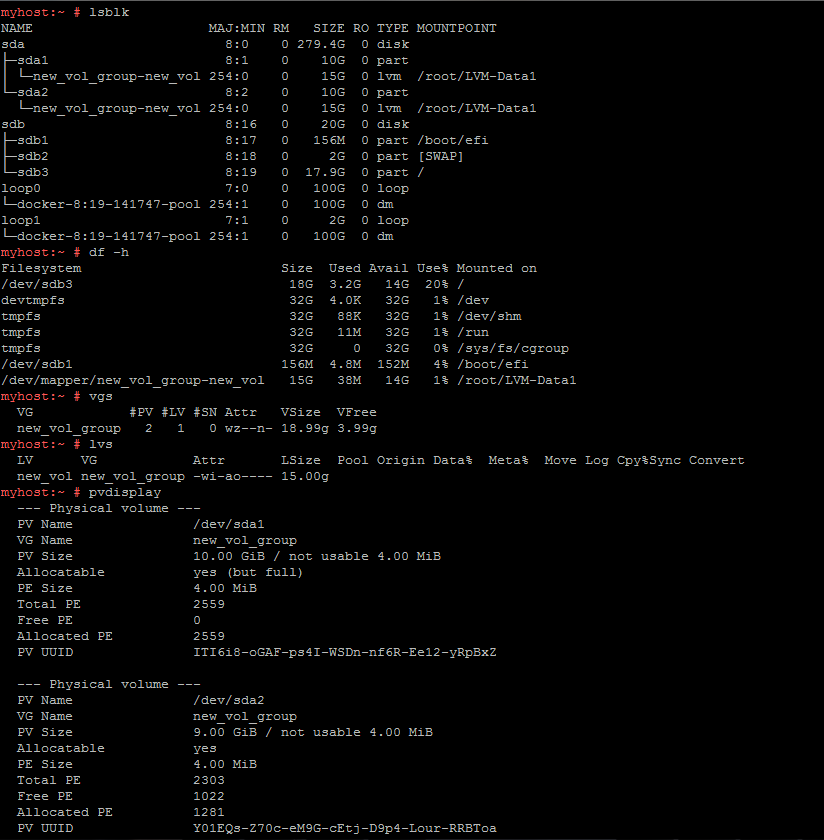 myhost:~ # lsblk
NAME                      MAJ:MIN RM   SIZE RO TYPE MOUNTPOINT
sda                         8:0    0 279.4G  0 disk
├─sda1                      8:1    0    10G  0 part
│ └─new_vol_group-new_vol 254:0    0    15G  0 lvm  /root/LVM-Data1
└─sda2                      8:2    0    10G  0 part
  └─new_vol_group-new_vol 254:0    0    15G  0 lvm  /root/LVM-Data1
sdb                         8:16   0    20G  0 disk
├─sdb1                      8:17   0   156M  0 part /boot/efi
├─sdb2                      8:18   0     2G  0 part [SWAP]
└─sdb3                      8:19   0  17.9G  0 part /
loop0                       7:0    0   100G  0 loop
└─docker-8:19-141747-pool 254:1    0   100G  0 dm
loop1                       7:1    0     2G  0 loop
└─docker-8:19-141747-pool 254:1    0   100G  0 dm
myhost:~ # df -h
Filesystem                         Size  Used Avail Use% Mounted on
/dev/sdb3                           18G  3.2G   14G  20% /
devtmpfs                            32G  4.0K   32G   1% /dev
tmpfs                               32G   88K   32G   1% /dev/shm
tmpfs                               32G   11M   32G   1% /run
tmpfs                               32G     0   32G   0% /sys/fs/cgroup
/dev/sdb1                          156M  4.8M  152M   4% /boot/efi
/dev/mapper/new_vol_group-new_vol   15G   38M   14G   1% /root/LVM-Data1
myhost:~ # vgs
  VG            #PV #LV #SN Attr   VSize  VFree
  new_vol_group   2   1   0 wz--n- 18.99g 3.99g
myhost:~ # lvs
  LV      VG            Attr       LSize  Pool Origin Data%  Meta%  Move Log Cpy%Sync Convert
  new_vol new_vol_group -wi-ao---- 15.00g
myhost:~ # pvdisplay
  --- Physical volume ---
  PV Name               /dev/sda1
  VG Name               new_vol_group
  PV Size               10.00 GiB / not usable 4.00 MiB
  Allocatable           yes (but full)
  PE Size               4.00 MiB
  Total PE              2559
  Free PE               0
  Allocated PE          2559
  PV UUID               ITI6i8-oGAF-ps4I-WSDn-nf6R-Ee12-yRpBxZ
  --- Physical volume ---
  PV Name               /dev/sda2
  VG Name               new_vol_group
  PV Size               9.00 GiB / not usable 4.00 MiB
  Allocatable           yes
  PE Size               4.00 MiB
  Total PE              2303
  Free PE               1022
  Allocated PE          1281
  PV UUID               Y01EQs-Z70c-eM9G-cEtj-D9p4-Lour-RRBToa